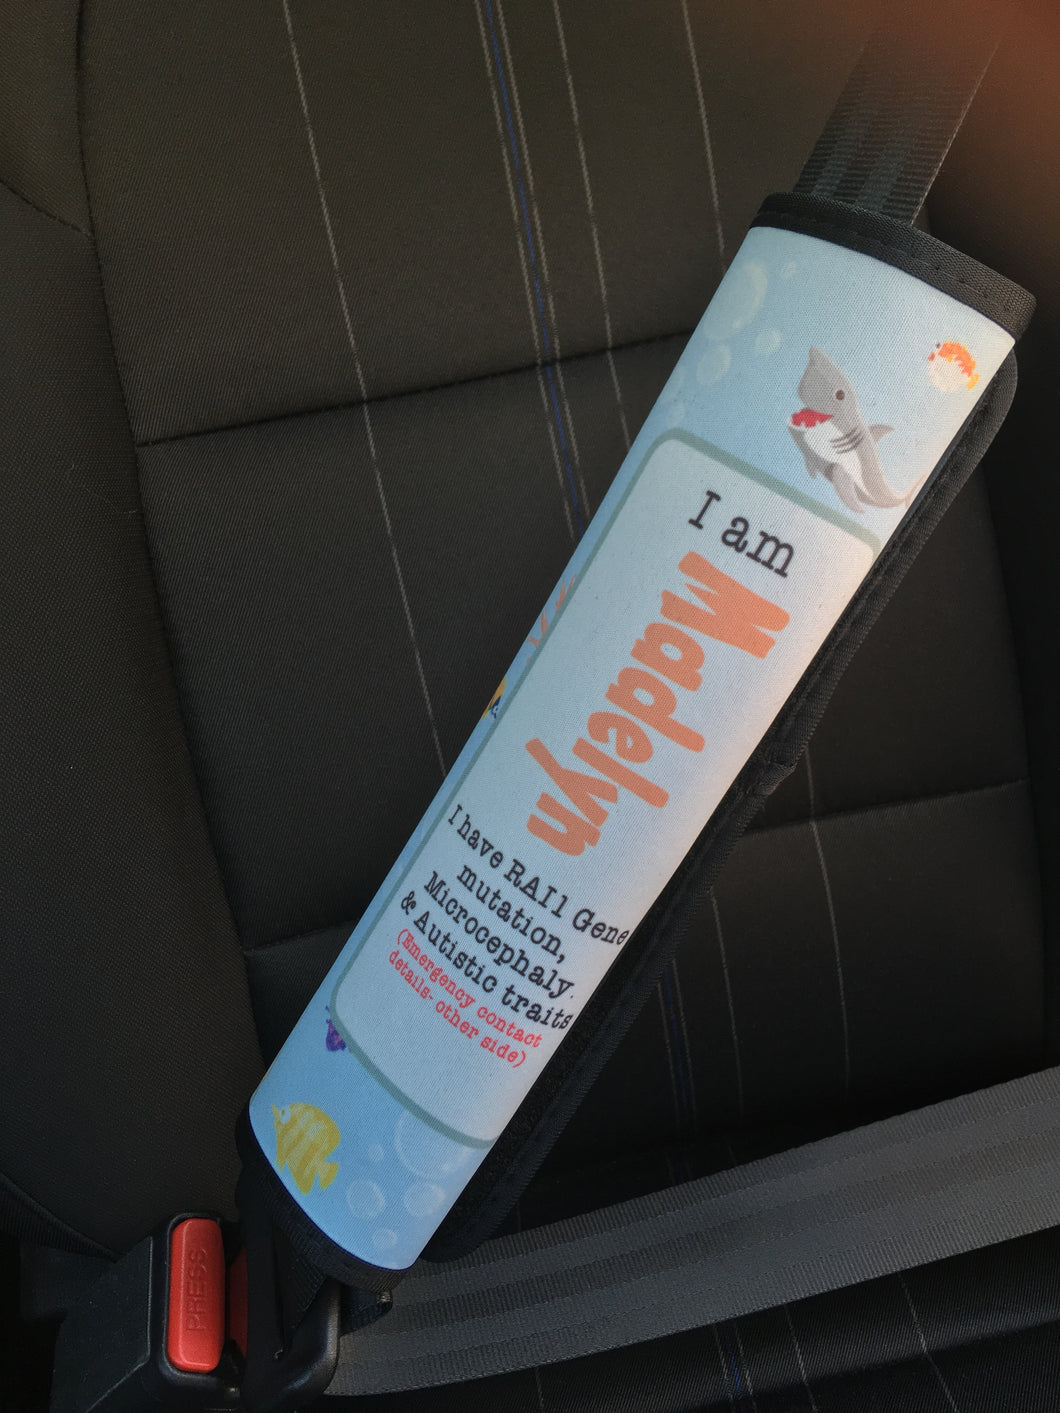 I am
Madelyn
I have RAI1 Gene
mutation,
Microcephaly
& Autistic traits
(Emergency contact
details- other side)
PRESS